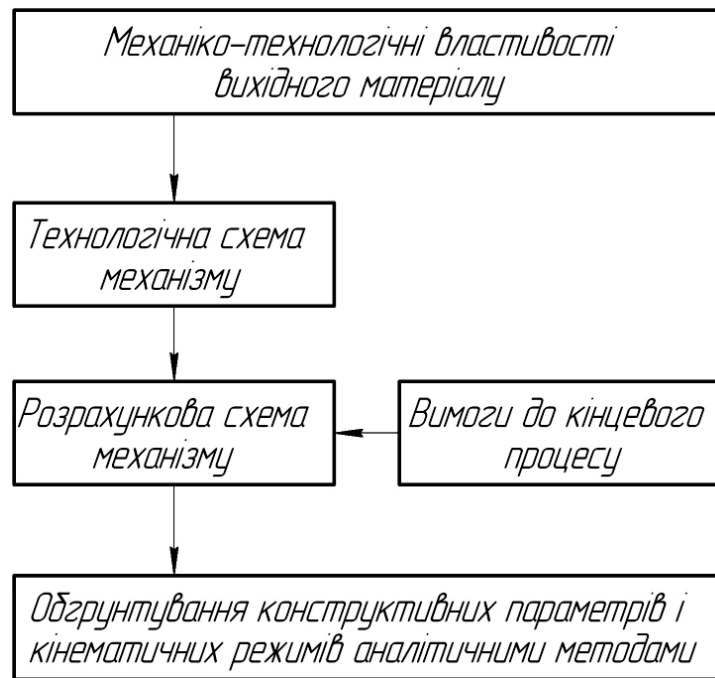 Механіко-технологічні властивості
вихідного матеріалу
Технологічна схема
механізму
Розрахункова схема
механізму
Вимоги до кінцевого
процесу
Обгрунтування конструктивних параметрів і
кінематичних режимів аналітичними методами